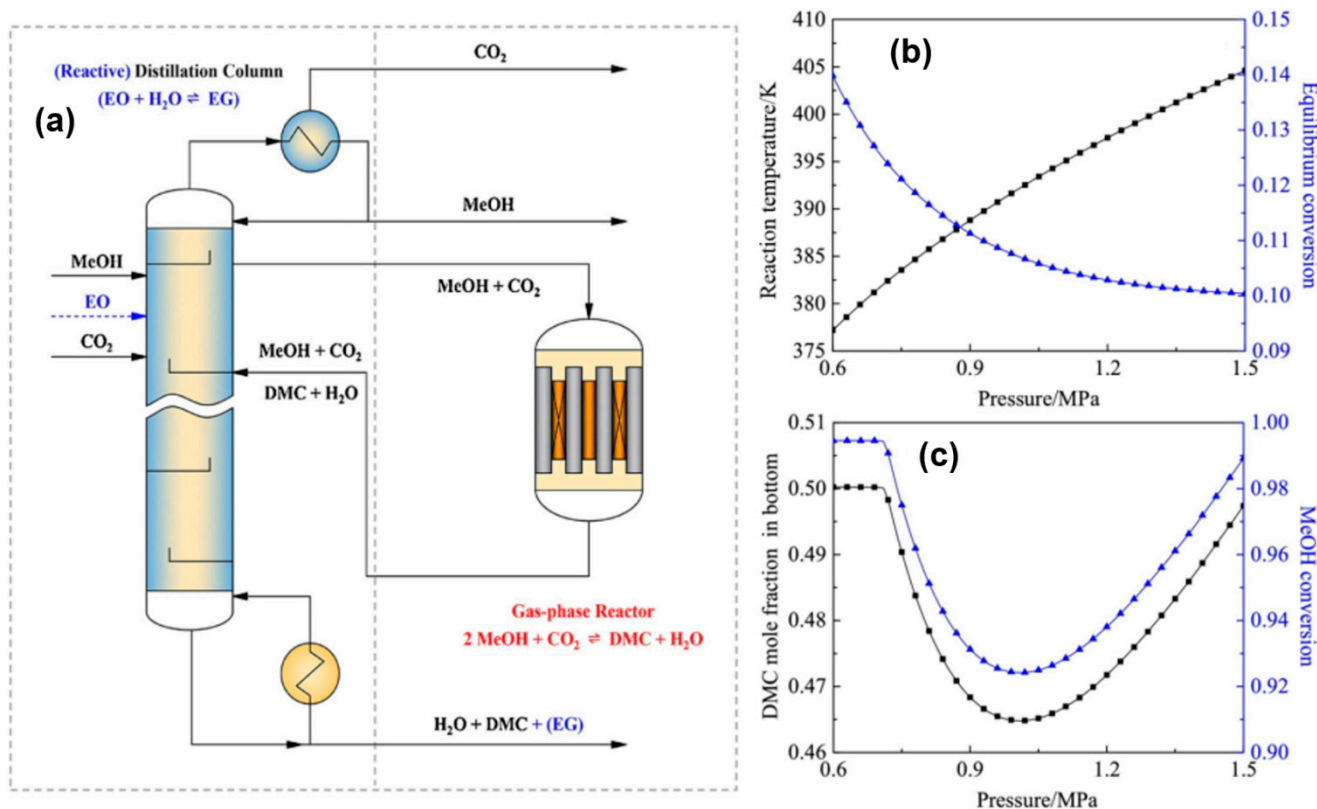 (a)
(Reactive) Distillation Column
(EO + H₂O ⇌ EG)
CO₂
MeOH
MeOH
EO
CO₂
MeOH + CO₂
MeOH + CO₂
DMC + H₂O
Gas-phase Reactor
2 MeOH + CO₂ ⇌ DMC + H₂O
H₂O + DMC + (EG)
(b)
Reaction temperature/K
405
400
395
390
385
380
375
0.6 0.9 1.2 1.5
Pressure/MPa
0.15
0.14
0.13
0.12
0.11
0.10
0.09
Equilibrium conversion
(c)
DMC mole fraction in bottom
0.51
0.50
0.49
0.48
0.47
0.46
0.6 0.9 1.2 1.5
Pressure/MPa
1.00
0.98
0.96
0.94
0.92
0.90
MeOH conversion